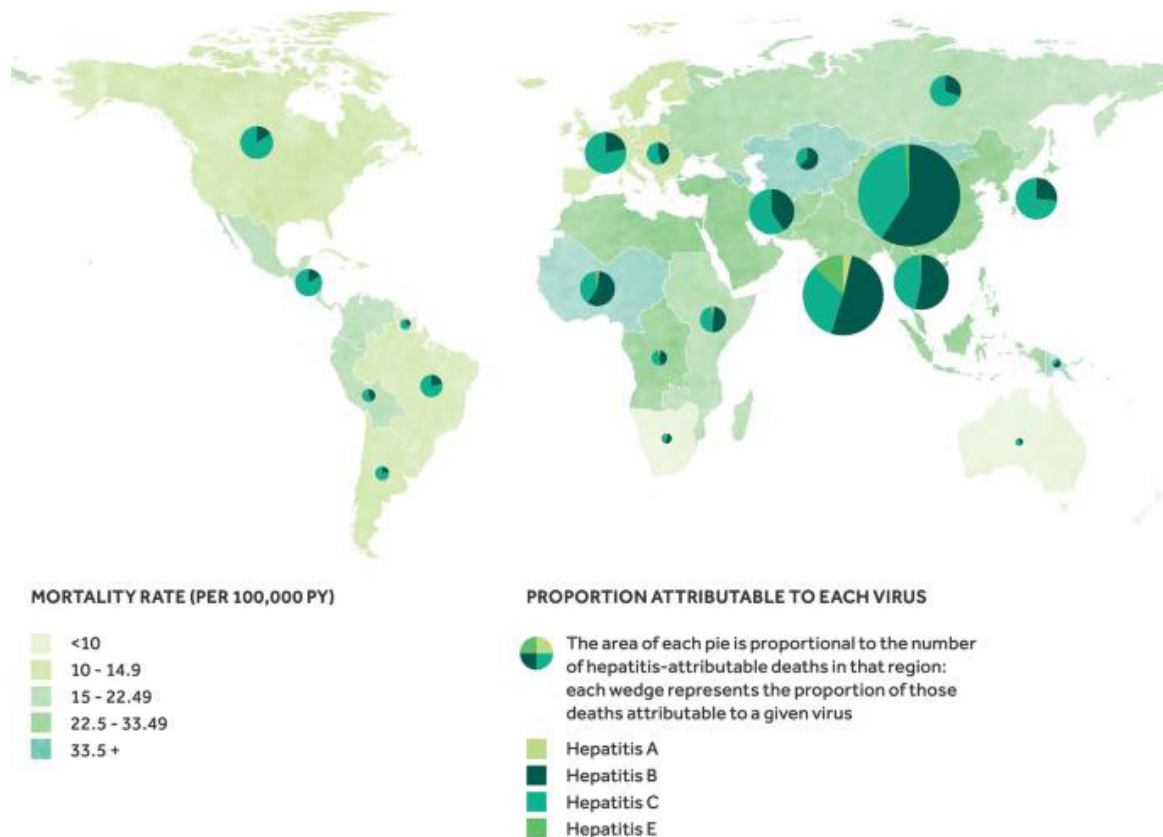 MORTALITY RATE (PER 100,000 PY)
<10
10 - 14.9
15 - 22.49
22.5 - 33.49
33.5 +
PROPORTION ATTRIBUTABLE TO EACH VIRUS
The area of each pie is proportional to the number
of hepatitis-attributable deaths in that region:
each wedge represents the proportion of those
deaths attributable to a given virus
Hepatitis A
Hepatitis B
Hepatitis C
Hepatitis E